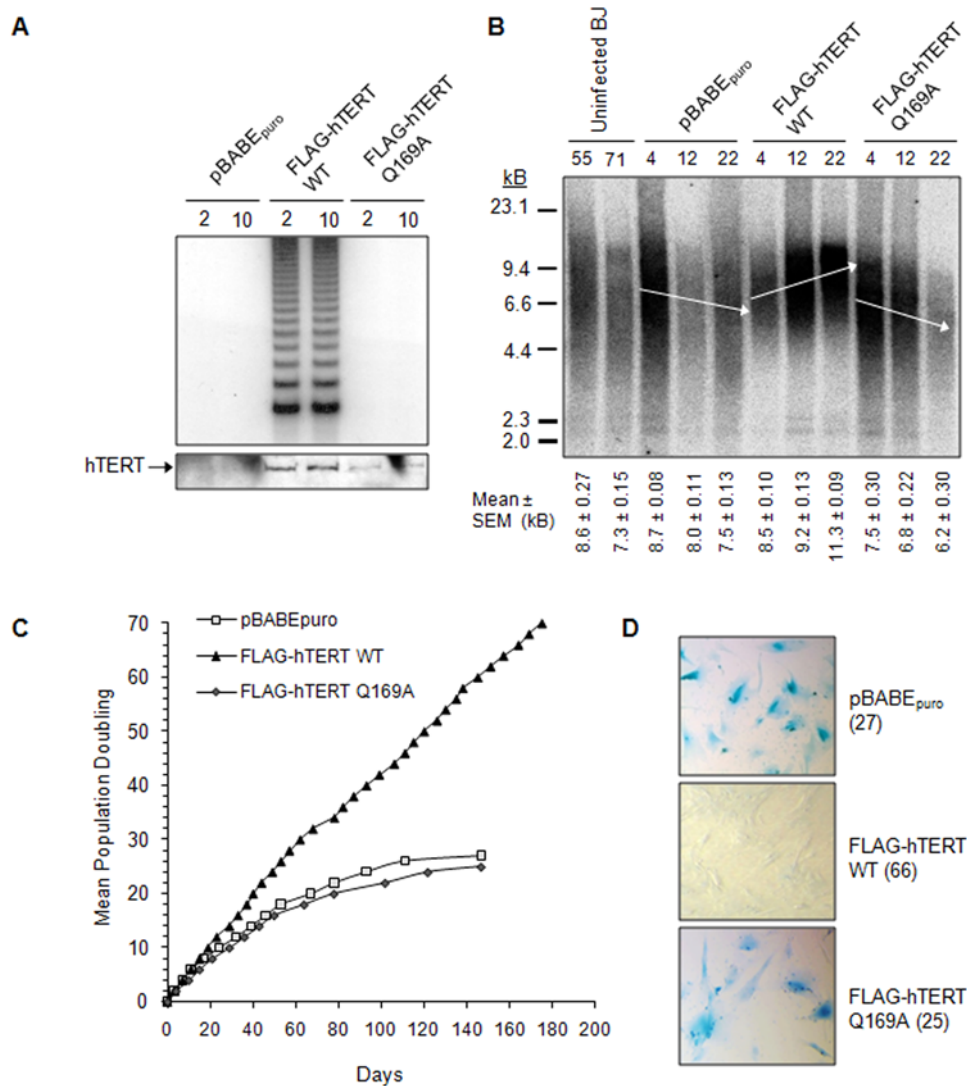 A
pBABEpuro
FLAG-hTERT
WT
FLAG-hTERT
Q169A
2 10 2 10 2 10
hTERT
B
Uninfected BJ
pBABEpuro
FLAG-hTERT
WT
FLAG-hTERT
Q169A
55 71 4 12 22 4 12 22 4 12 22
kB
23.1
9.4
6.6
4.4
2.3
2.0
Mean ±
SEM (kB)
8.6 ± 0.27
7.3 ± 0.15
8.7 ± 0.08
8.0 ± 0.11
7.5 ± 0.13
8.5 ± 0.10
9.2 ± 0.13
11.3 ± 0.09
7.5 ± 0.30
6.8 ± 0.22
6.2 ± 0.30
C
pBABEpuro
FLAG-hTERT WT
FLAG-hTERT Q169A
Mean Population Doubling
70
60
50
40
30
20
10
0
0 20 40 60 80 100 120 140 160 180 200
Days
D
pBABEpuro
(27)
FLAG-hTERT
WT (66)
FLAG-hTERT
Q169A (25)